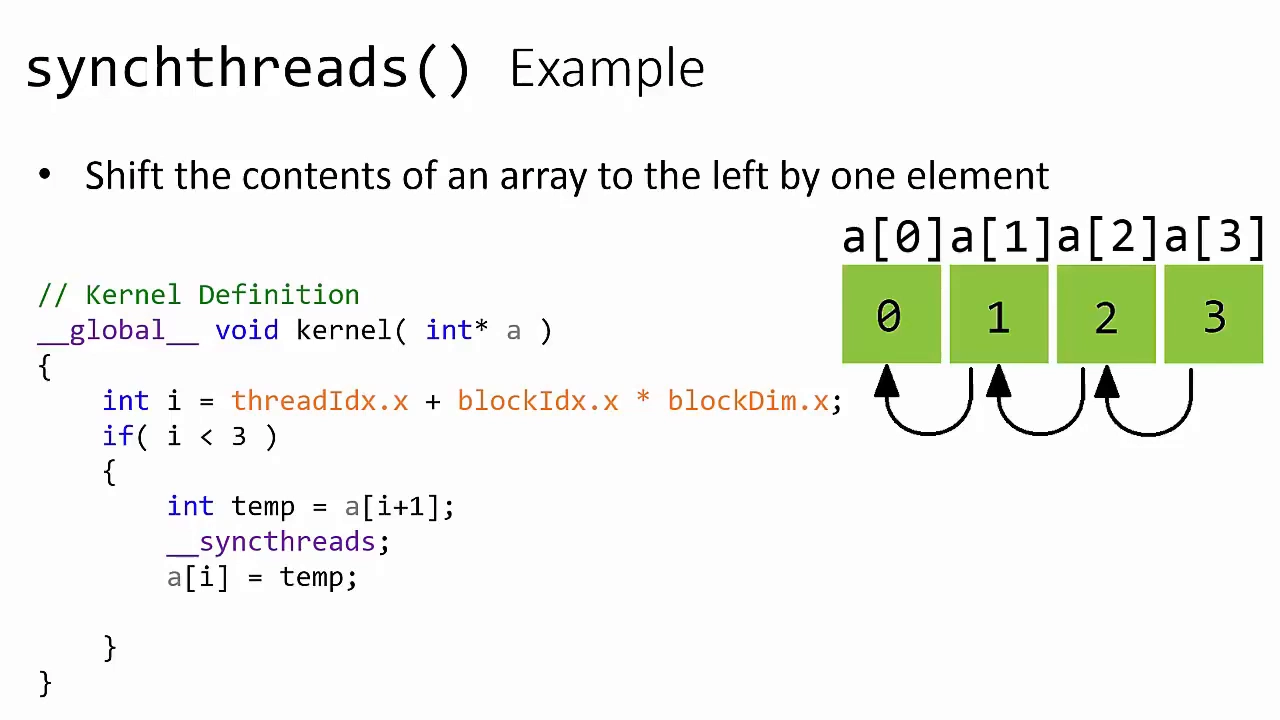 synchthreads() Example
• Shift the contents of an array to the left by one element
a[0] a[1] a[2] a[3]
0 1 2 3
// Kernel Definition
__global__ void kernel( int* a )
{
    int i = threadIdx.x + blockIdx.x * blockDim.x;
    if( i < 3 )
    {
        int temp = a[i+1];
        __syncthreads;
        a[i] = temp;
    }
}